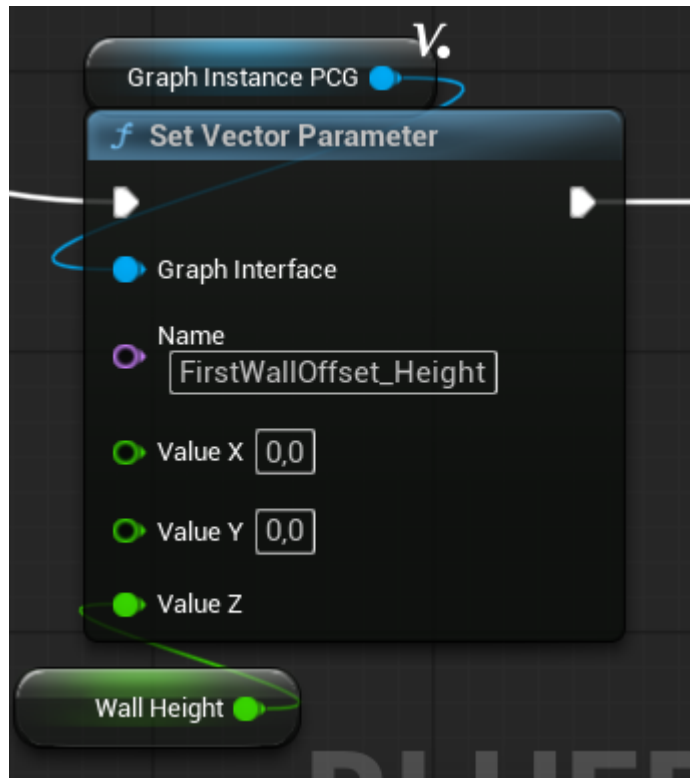 V.
Graph Instance PCG
f Set Vector Parameter
Graph Interface
Name
FirstWallOffset_Height
Value X 0,0
Value Y 0,0
Value Z
Wall Height